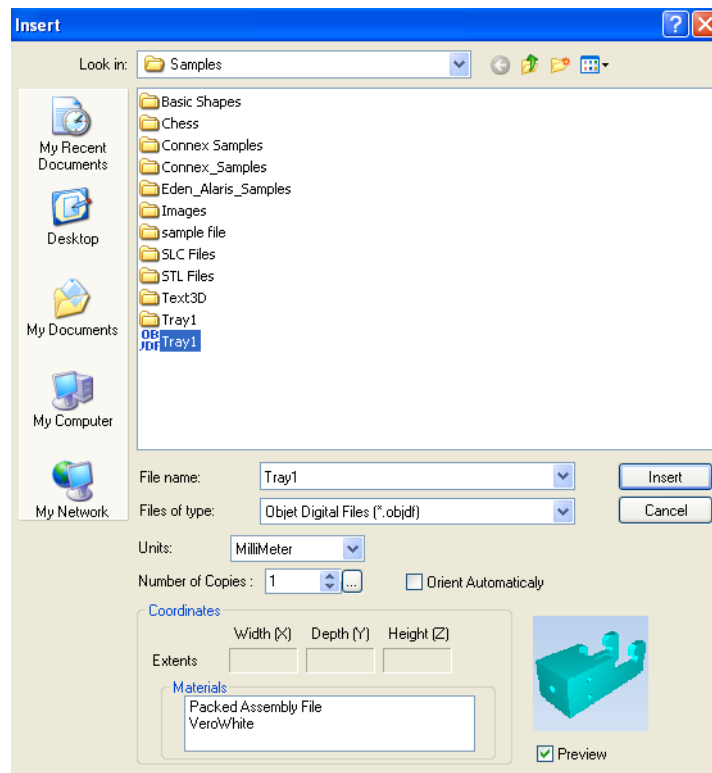 Insert
Look in: Samples
My Recent Documents
Desktop
My Documents
My Computer
My Network
Basic Shapes
Chess
Connex Samples
Connex_Samples
Eden_Alaris_Samples
Images
sample file
SLC Files
STL Files
Text3D
Tray1
OB JDF Tray1
File name: Tray1 Insert
Files of type: Objet Digital Files (*.objdf) Cancel
Units: MilliMeter
Number of Copies : 1 ... Orient Automaticaly
Coordinates
Width (X) Depth (Y) Height (Z)
Extents
Materials
Packed Assembly File
VeroWhite
Preview